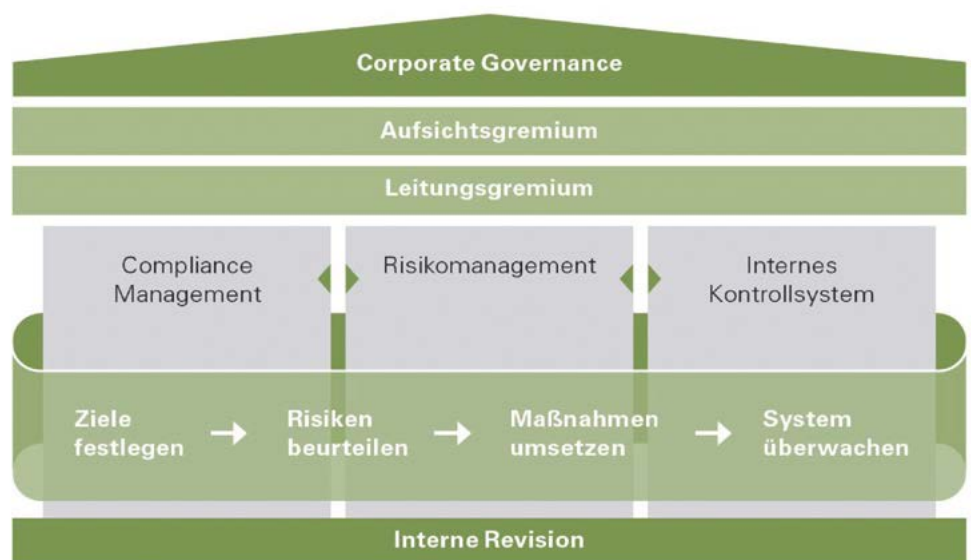 Corporate Governance
Aufsichtsgremium
Leitungsgremium
Compliance
Management
Risikomanagement
Internes
Kontrollsystem
Ziele
festlegen
Risiken
beurteilen
Maßnahmen
umsetzen
System
überwachen
Interne Revision